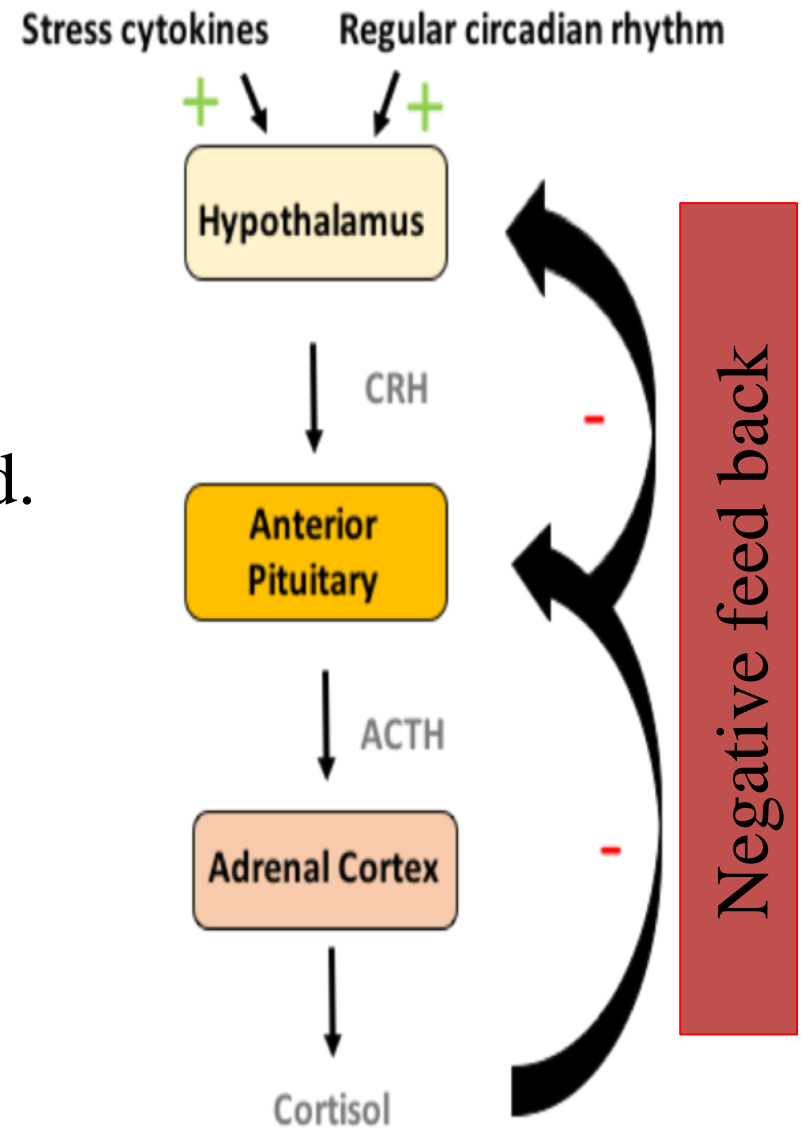 Stress cytokines
Regular circadian rhythm
+
+
Hypothalamus
CRH
-
d.
Anterior
Pituitary
ACTH
-
Adrenal Cortex
Cortisol
Negative feed back